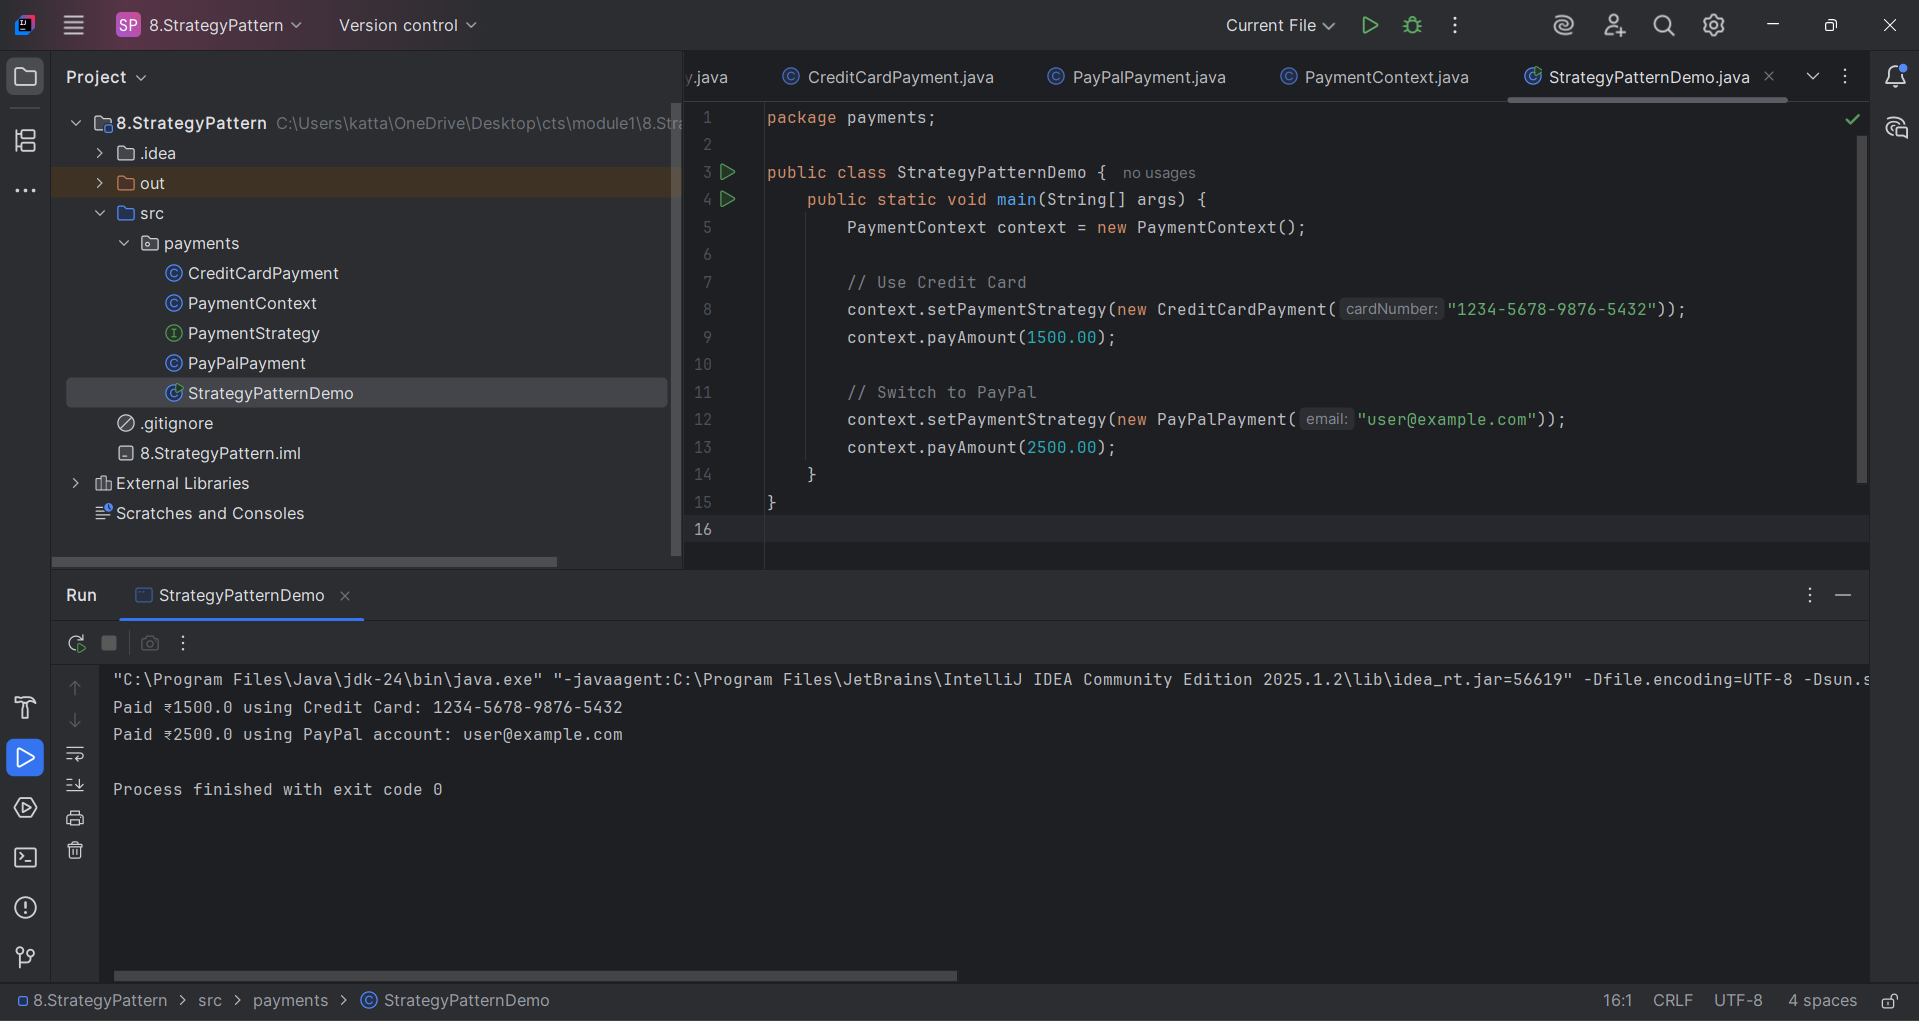 SP 8.StrategyPattern Version control Current File
Project
y.java CreditCardPayment.java PayPalPayment.java PaymentContext.java StrategyPatternDemo.java
8.StrategyPattern C:\Users\katta\OneDrive\Desktop\cts\module1\8.Stra
.idea
out
src
payments
C CreditCardPayment
C PaymentContext
I PaymentStrategy
C PayPalPayment
C StrategyPatternDemo
.gitignore
8.StrategyPattern.iml
External Libraries
Scratches and Consoles
1 package payments;
2
3 public class StrategyPatternDemo { no usages
4 public static void main(String[] args) {
5 PaymentContext context = new PaymentContext();
6
7 // Use Credit Card
8 context.setPaymentStrategy(new CreditCardPayment( cardNumber: "1234-5678-9876-5432"));
9 context.payAmount(1500.00);
10
11 // Switch to PayPal
12 context.setPaymentStrategy(new PayPalPayment( email: "user@example.com"));
13 context.payAmount(2500.00);
14 }
15 }
16
Run StrategyPatternDemo
"C:\Program Files\Java\jdk-24\bin\java.exe" "-javaagent:C:\Program Files\JetBrains\IntelliJ IDEA Community Edition 2025.1.2\lib\idea_rt.jar=56619" -Dfile.encoding=UTF-8 -Dsun.s
Paid ₹1500.0 using Credit Card: 1234-5678-9876-5432
Paid ₹2500.0 using PayPal account: user@example.com
Process finished with exit code 0
8.StrategyPattern > src > payments > C StrategyPatternDemo 16:1 CRLF UTF-8 4 spaces